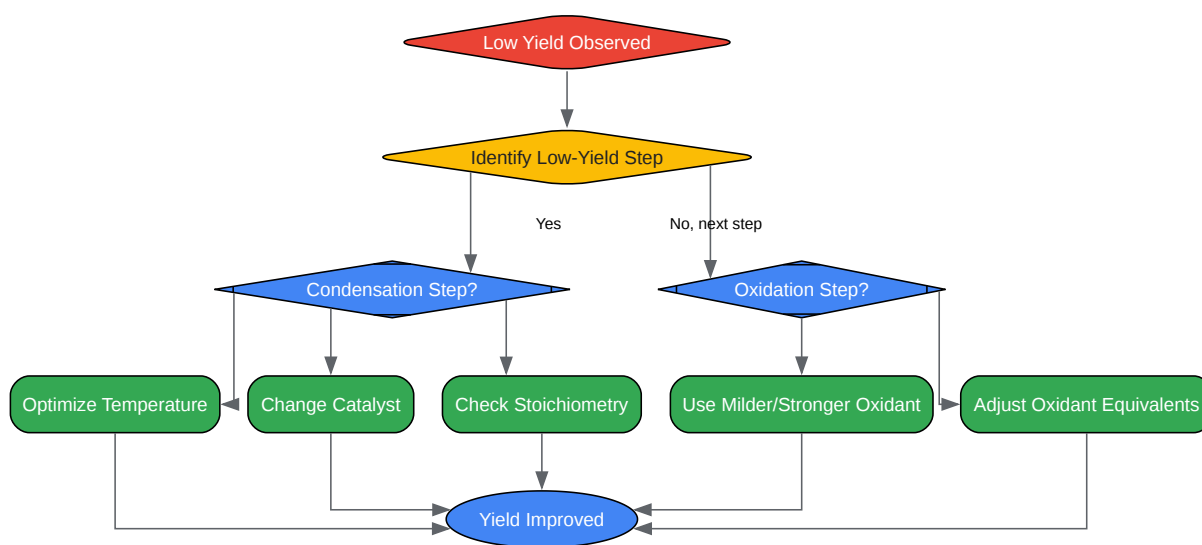 Low Yield Observed
Identify Low-Yield Step
Yes
No, next step
Condensation Step?
Oxidation Step?
Optimize Temperature
Change Catalyst
Check Stoichiometry
Use Milder/Stronger Oxidant
Adjust Oxidant Equivalents
Yield Improved